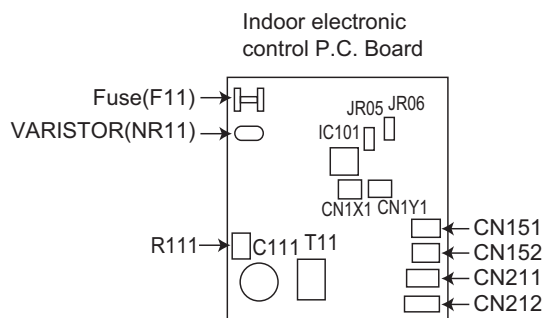 Indoor electronic
control P.C. Board
Fuse(F11)
JR05 JR06
VARISTOR(NR11)
IC101
CN1X1 CN1Y1
CN151
R111 C111 T11
CN152
CN211
CN212